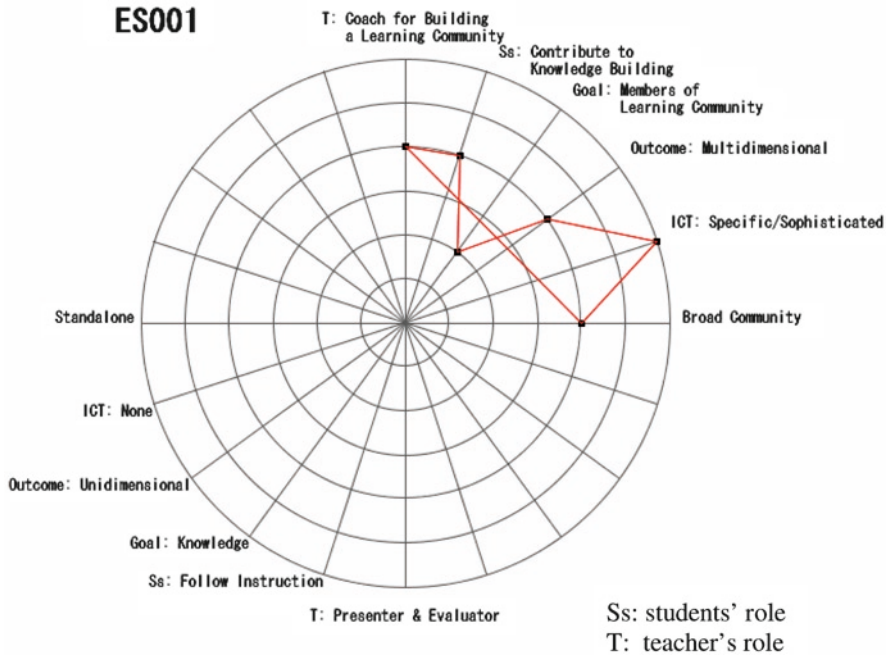 ES001
T: Coach for Building
a Learning Community
Ss: Contribute to
Knowledge Building
Goal: Members of
Learning Community
Outcome: Multidimensional
ICT: Specific/Sophisticated
Broad Community
Standalone
ICT: None
Outcome: Unidimensional
Goal: Knowledge
Ss: Follow Instruction
T: Presenter & Evaluator
Ss: students’ role
T: teacher’s role